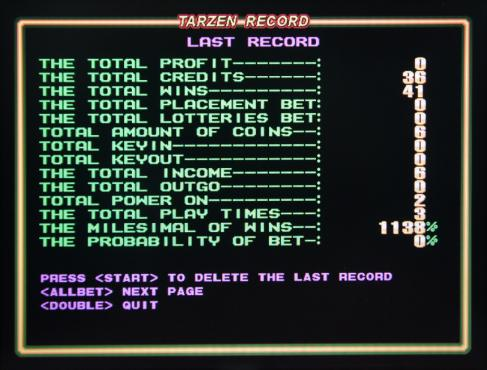 TARZEN RECORD
LAST RECORD
THE TOTAL PROFIT-------: 0
THE TOTAL CREDITS------: 36
THE TOTAL WINS---------: 41
THE TOTAL PLACEMENT BET: 0
THE TOTAL LOTTERIES BET: 0
TOTAL AMOUNT OF COINS--: 6
TOTAL KEYIN------------: 0
TOTAL KEYOUT-----------: 0
THE TOTAL INCOME-------: 6
THE TOTAL OUTGO--------: 0
TOTAL POWER ON---------: 2
THE TOTAL PLAY TIMES---: 3
THE MILESIMAL OF WINS--: 1138%
THE PROBABILITY OF BET-: 0%
PRESS <START> TO DELETE THE LAST RECORD
<ALLBET> NEXT PAGE
<DOUBLE> QUIT